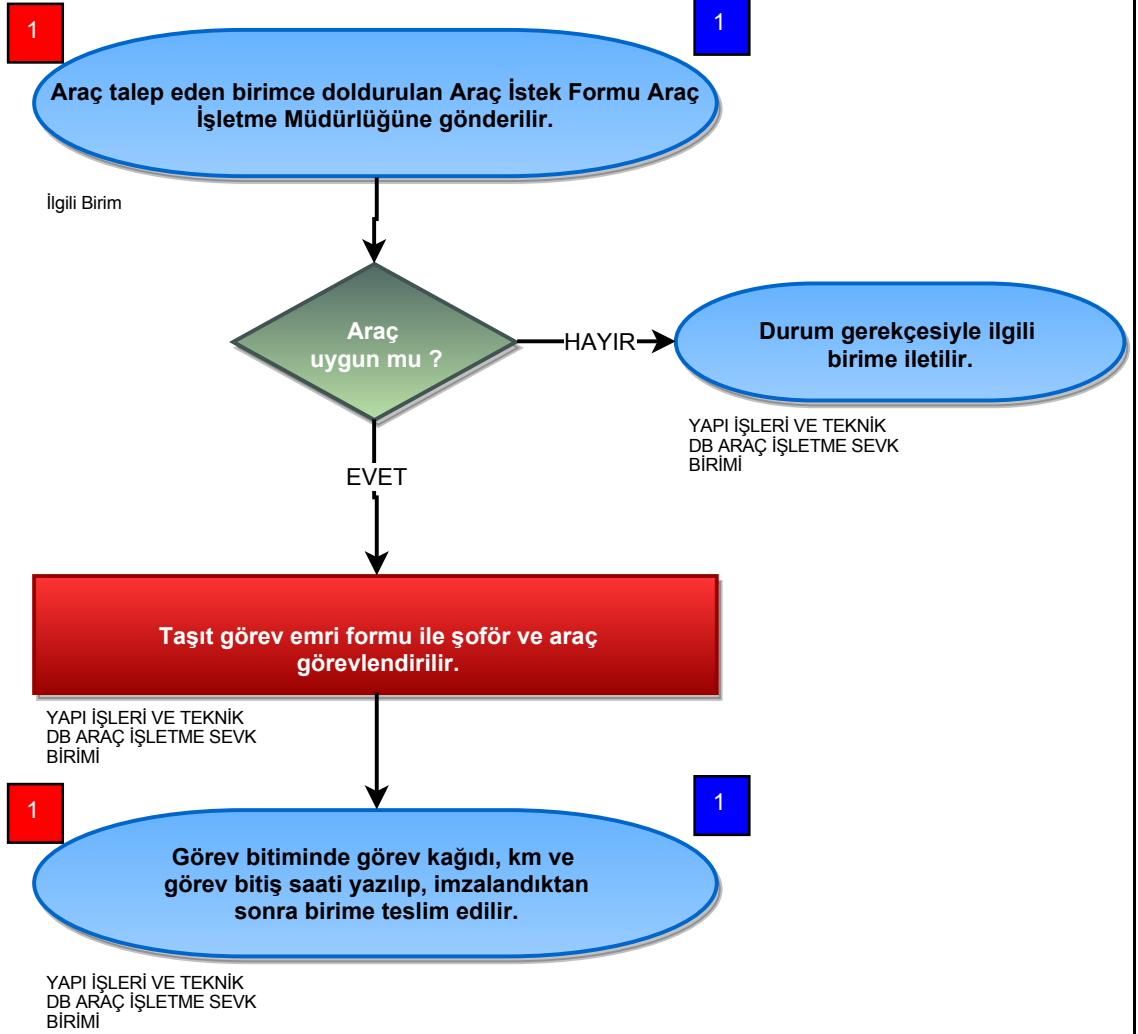 1
1
Araç talep eden birimce doldurulan Araç İstek Formu Araç
İşletme Müdürlüğüne gönderilir.
İlgili Birim
Araç
uygun mu ?
HAYIR
Durum gerekçesiyle ilgili
birime iletilir.
YAPI İŞLERİ VE TEKNİK
DB ARAÇ İŞLETME SEVK
BİRİMİ
EVET
Taşıt görev emri formu ile şoför ve araç
görevlendirilir.
YAPI İŞLERİ VE TEKNİK
DB ARAÇ İŞLETME SEVK
BİRİMİ
1
1
Görev bitiminde görev kağıdı, km ve
görev bitiş saati yazılıp, imzalandıktan
sonra birime teslim edilir.
YAPI İŞLERİ VE TEKNİK
DB ARAÇ İŞLETME SEVK
BİRİMİ